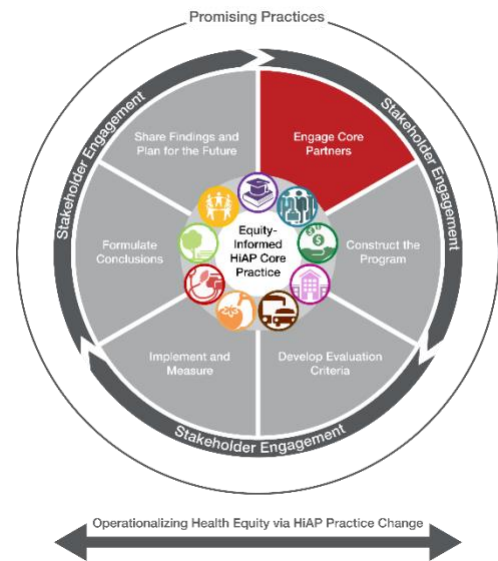 Promising Practices
Stakeholder Engagement
Stakeholder Engagement
Share Findings and
Plan for the Future
Engage Core
Partners
Formulate
Conclusions
Equity-
Informed
HiAP Core
Practice
Construct the
Program
Implement and
Measure
Develop Evaluation
Criteria
Stakeholder Engagement
Operationalizing Health Equity via HiAP Practice Change